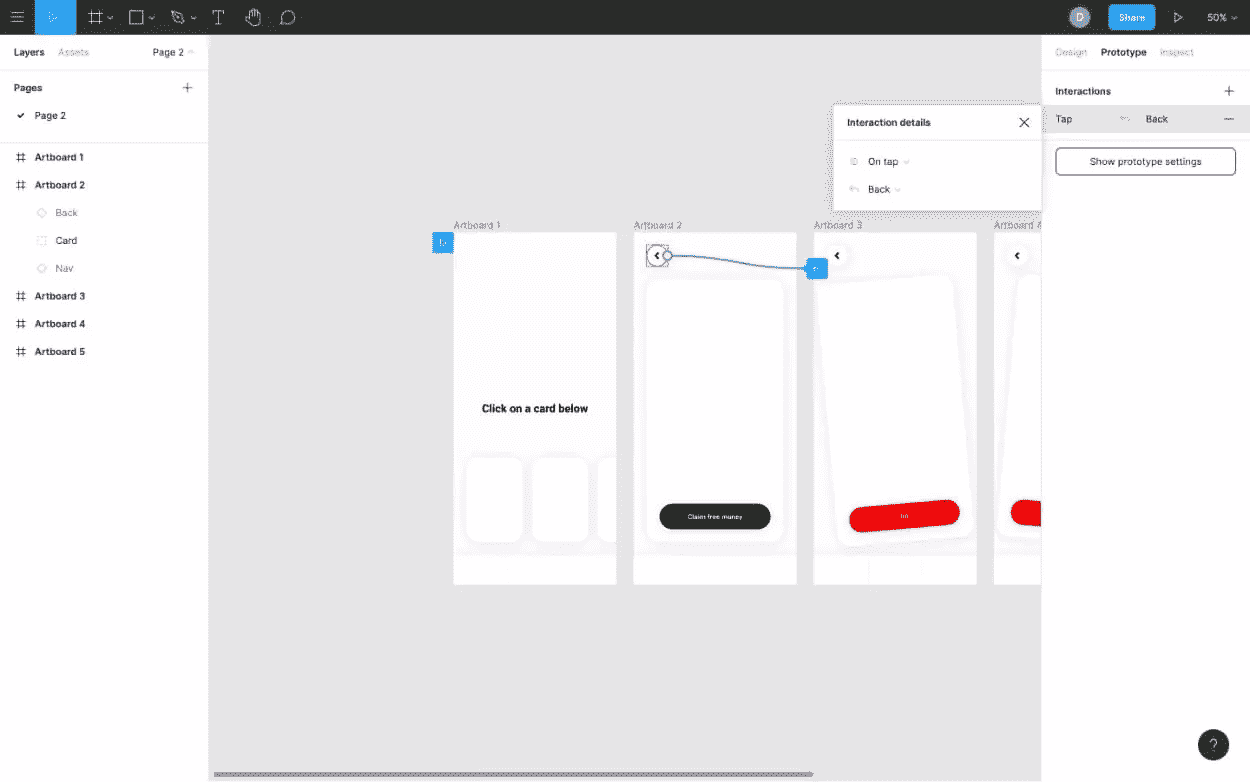 D
Share
50%
Layers
Assets
Page 2
Design
Prototype
Inspect
Pages
Interactions
Page 2
Tap
Back
Interaction details
Artboard 1
Show prototype settings
On tap
Artboard 2
Back
Back
Artboard 1
Artboard 2
Artboard 3
Artboard 4
Card
Nav
Artboard 3
Artboard 4
Artboard 5
Click on a card below
Claim free money
?